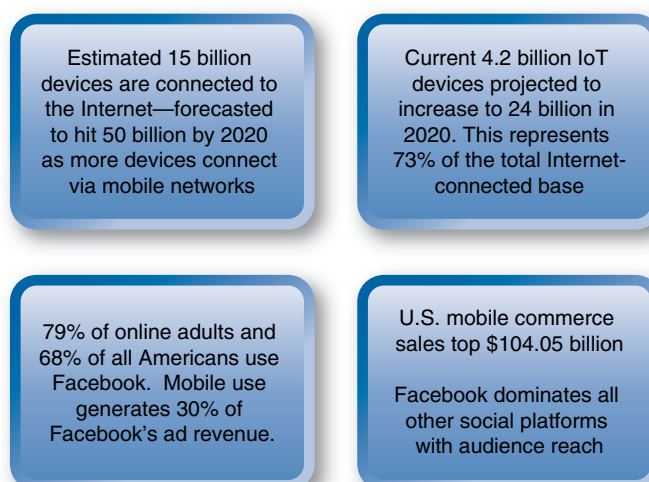 Estimated 15 billion
devices are connected to
the Internet—forecasted
to hit 50 billion by 2020
as more devices connect
via mobile networks
Current 4.2 billion IoT
devices projected to
increase to 24 billion in
2020. This represents
73% of the total Internet-
connected base
79% of online adults and
68% of all Americans use
Facebook.  Mobile use
generates 30% of
Facebook's ad revenue.
U.S. mobile commerce
sales top $104.05 billion
Facebook dominates all
other social platforms
with audience reach